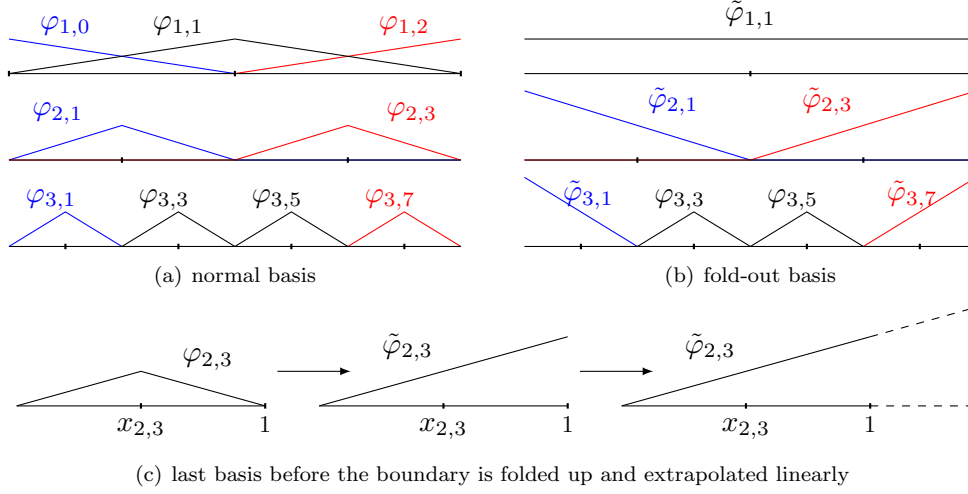 φ1,0 φ1,1 φ1,2
φ2,1 φ2,3
φ3,1 φ3,3 φ3,5 φ3,7
(a) normal basis
φ̃1,1
φ̃2,1 φ̃2,3
φ̃3,1 φ3,3 φ3,5 φ̃3,7
(b) fold-out basis
φ2,3 φ̃2,3 φ̃2,3
x2,3 1 x2,3 1 x2,3 1
(c) last basis before the boundary is folded up and extrapolated linearly